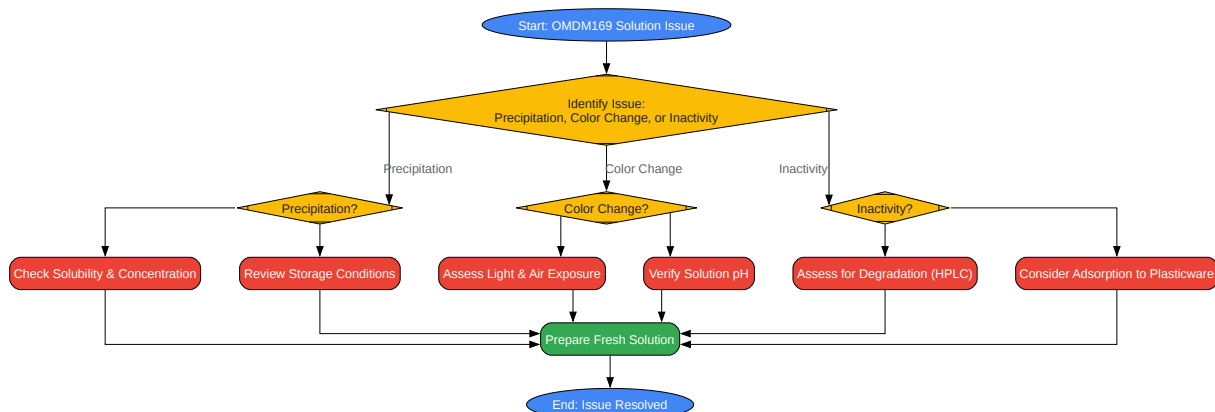 Start: OMDM169 Solution Issue
Identify Issue:
Precipitation, Color Change, or Inactivity
Precipitation
Color Change
Inactivity
Precipitation?
Color Change?
Inactivity?
Check Solubility & Concentration
Review Storage Conditions
Assess Light & Air Exposure
Verify Solution pH
Assess for Degradation (HPLC)
Consider Adsorption to Plasticware
Prepare Fresh Solution
End: Issue Resolved